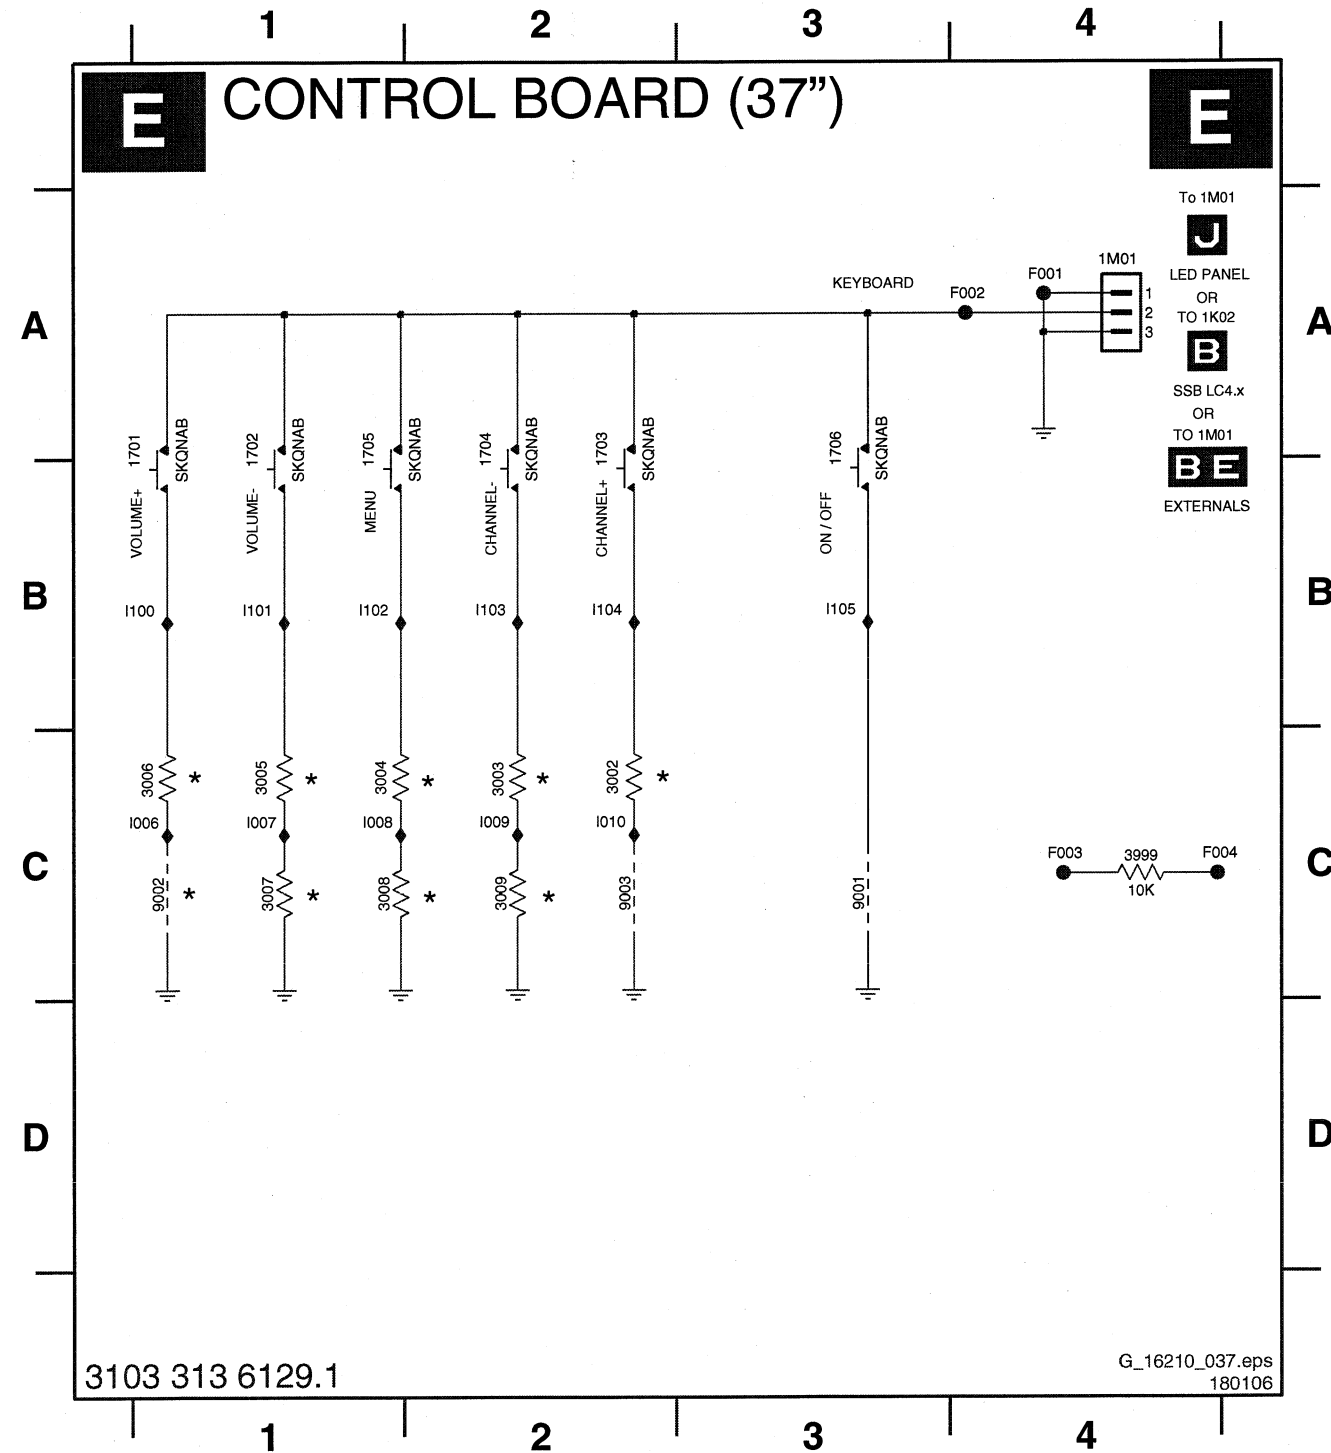 1 2 3 4
E CONTROL BOARD (37”) E
To 1M01
J
LED PANEL
OR
TO 1K02
B
SSB LC4.x
OR
TO 1M01
B E
EXTERNALS
1M01
F001
KEYBOARD
F002
1
2
3
A A
1701 SKQNAB
1702 SKQNAB
1705 SKQNAB
1704 SKQNAB
1703 SKQNAB
1706 SKQNAB
VOLUME+
VOLUME-
MENU
CHANNEL-
CHANNEL+
ON / OFF
B B
I100 I101 I102 I103 I104 I105
3006 * 3005 * 3004 * 3003 * 3002 *
I006 I007 I008 I009 I010
C C
F003 3999 F004
10K
9002 * 3007 * 3008 * 3009 * 9003 9001
D D
3103 313 6129.1
G_16210_037.eps
180106
1 2 3 4